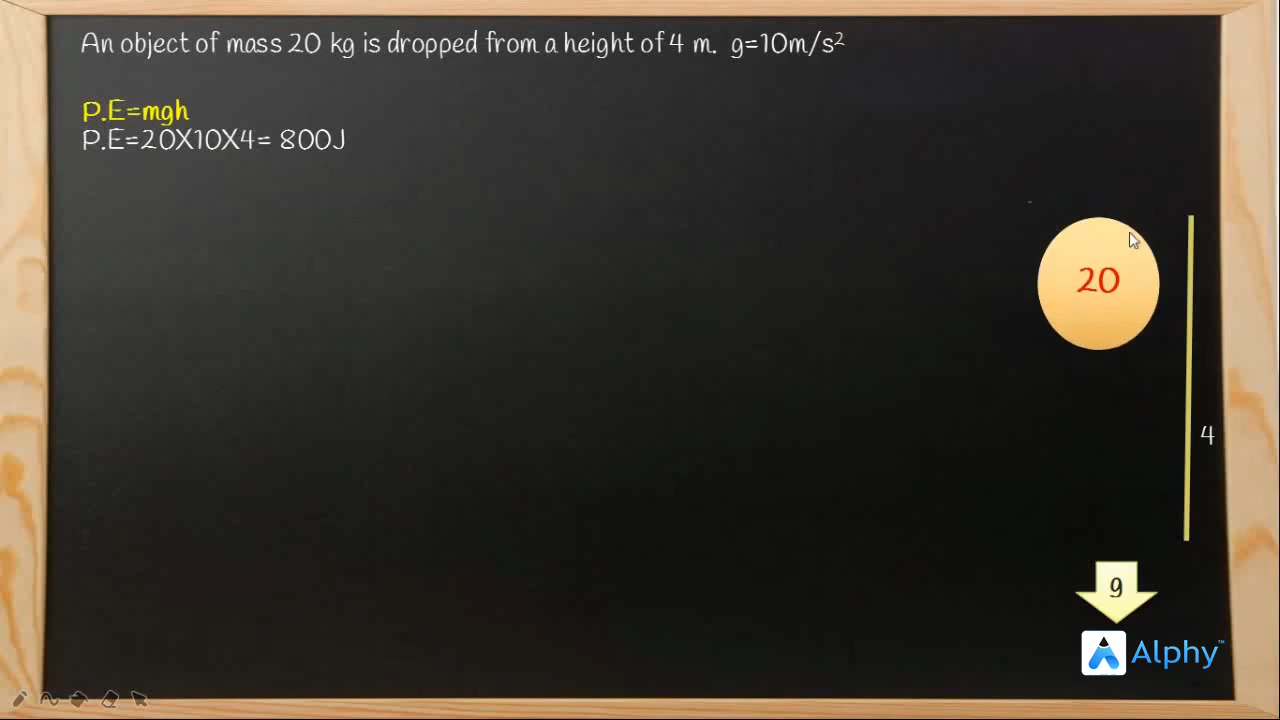 An object of mass 20 kg is dropped from a height of 4 m. g=10m/s²
P.E=mgh
P.E=20X10X4= 800J
20
4
g
Alphy™